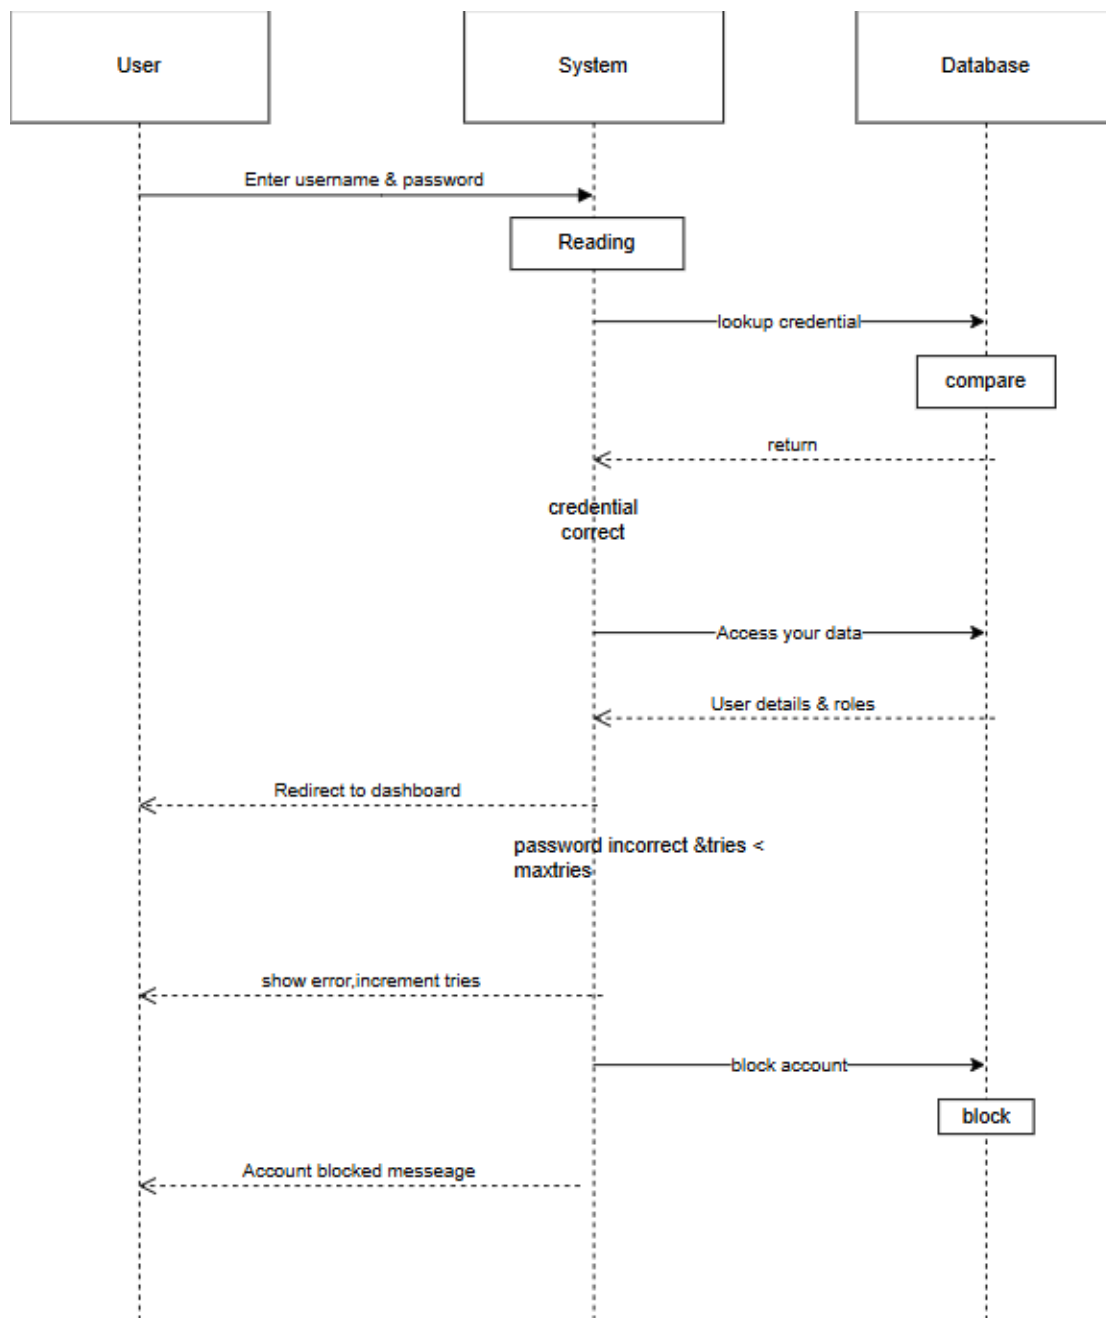 User
System
Database
Enter username & password
Reading
lookup credential
compare
return
credential
correct
Access your data
User details & roles
Redirect to dashboard
password incorrect &tries <
maxtries
show error,increment tries
block account
block
Account blocked messeage